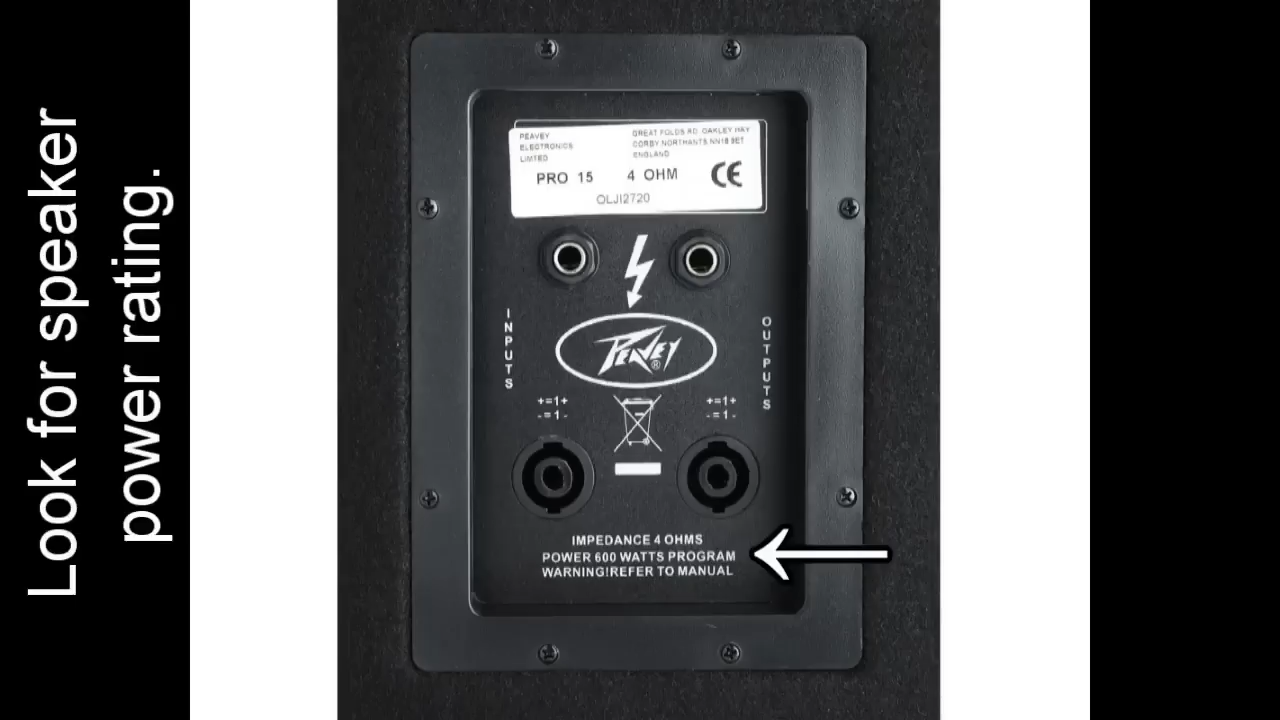 Look for speaker
power rating.
PEAVEY
ELECTRONICS
LIMTED
GREAT FOLDS RD. OAKLEY HAY
CORBY NORTHANTS NN18 9ET
ENGLAND
PRO 15 4 OHM CE
OLJI2720
INPUTS
PEAVEY®
OUTPUTS
+=1+
-=1-
+=1+
-=1-
IMPEDANCE 4 OHMS
POWER 600 WATTS PROGRAM
WARNING!REFER TO MANUAL